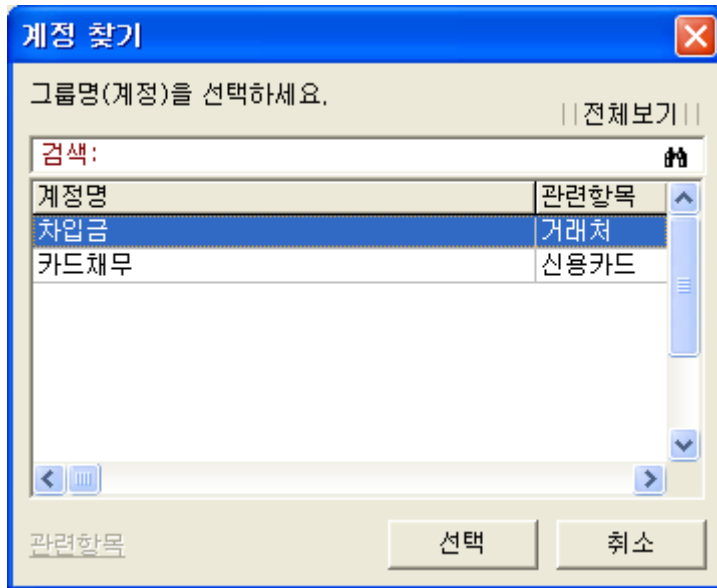 계정 찾기
그룹명(계정)을 선택하세요.
||전체보기||
검색:
계정명 관련항목
차입금 거래처
카드채무 신용카드
관련항목 선택 취소